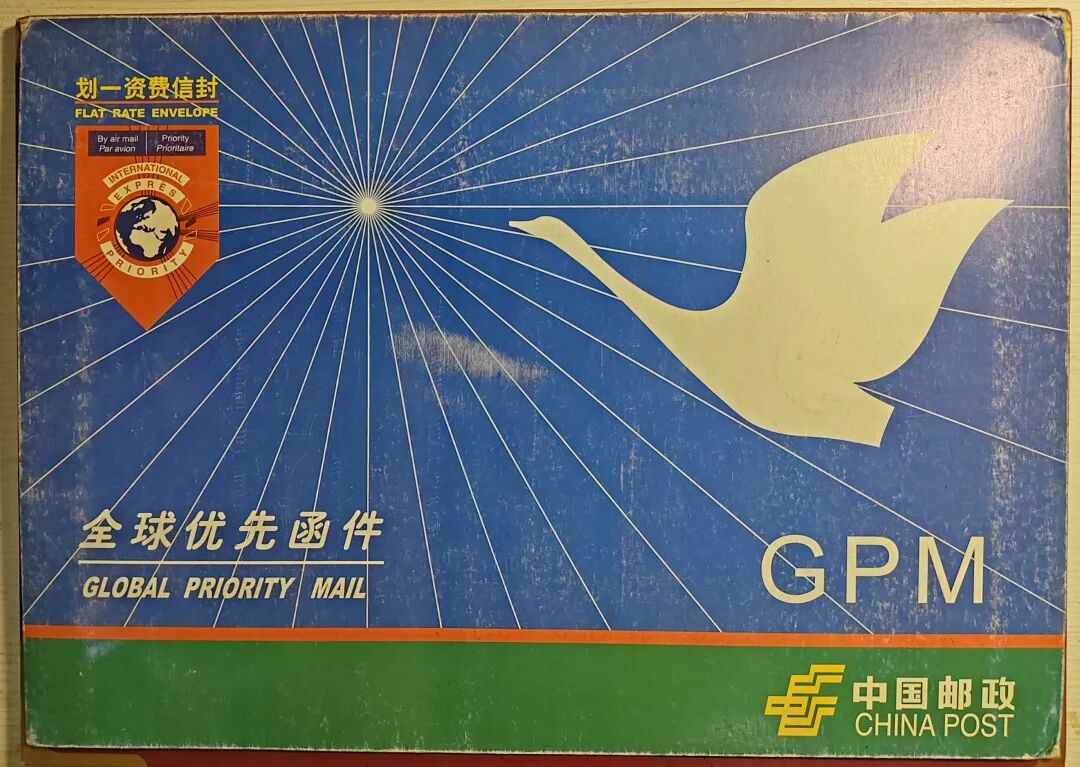 划一资费信封
FLAT RATE ENVELOPE
By air mail
Par avion
Priority
Prioritaire
INTERNATIONAL
EXPRÈS
PRIORITY
全球优先函件
GLOBAL PRIORITY MAIL
GPM
中国邮政
CHINA POST